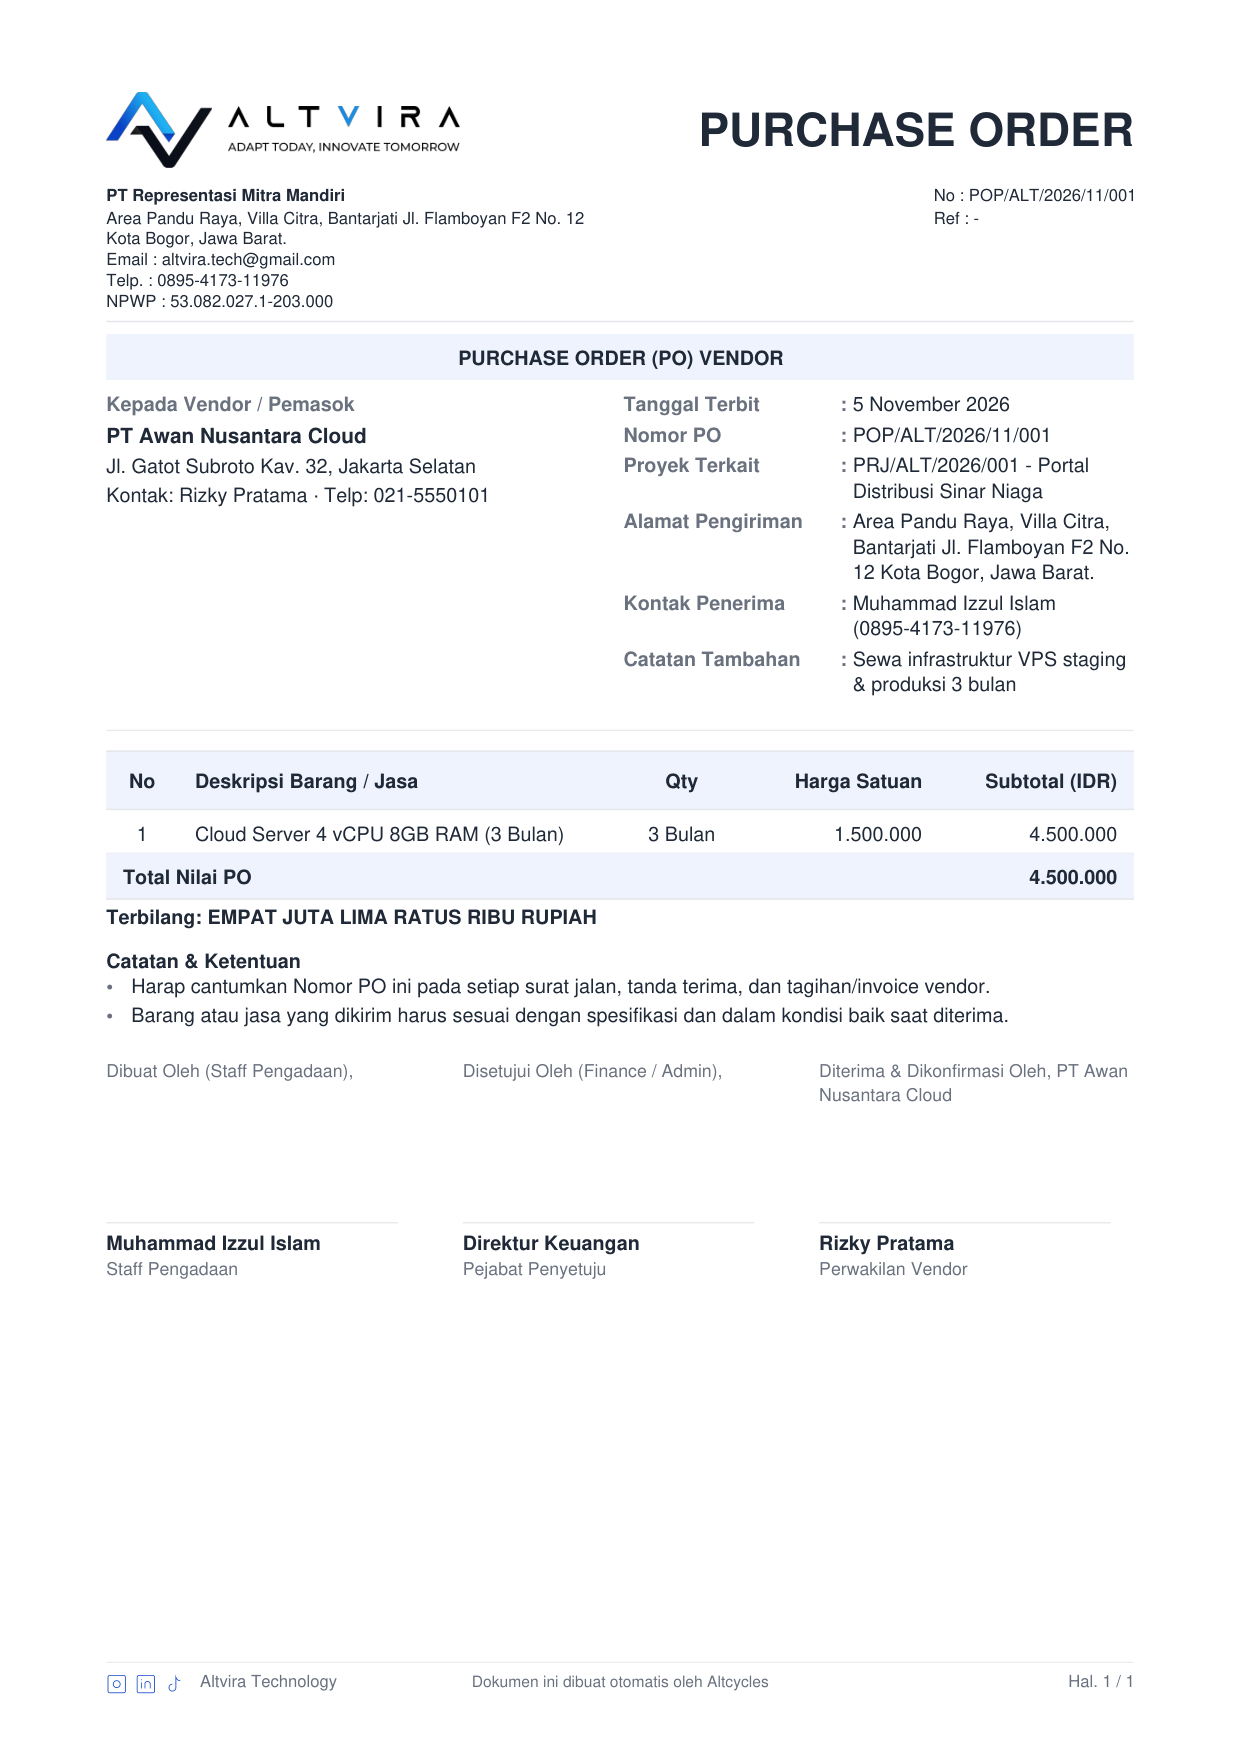 ALTVIRA
ADAPT TODAY, INNOVATE TOMORROW
PURCHASE ORDER
PT Representasi Mitra Mandiri
Area Pandu Raya, Villa Citra, Bantarjati Jl. Flamboyan F2 No. 12
Kota Bogor, Jawa Barat.
Email : altvira.tech@gmail.com
Telp. : 0895-4173-11976
NPWP : 53.082.027.1-203.000
No : POP/ALT/2026/11/001
Ref : -
PURCHASE ORDER (PO) VENDOR
Kepada Vendor / Pemasok
PT Awan Nusantara Cloud
Jl. Gatot Subroto Kav. 32, Jakarta Selatan
Kontak: Rizky Pratama · Telp: 021-5550101
Tanggal Terbit : 5 November 2026
Nomor PO : POP/ALT/2026/11/001
Proyek Terkait : PRJ/ALT/2026/001 - Portal
Distribusi Sinar Niaga
Alamat Pengiriman : Area Pandu Raya, Villa Citra,
Bantarjati Jl. Flamboyan F2 No.
12 Kota Bogor, Jawa Barat.
Kontak Penerima : Muhammad Izzul Islam
(0895-4173-11976)
Catatan Tambahan : Sewa infrastruktur VPS staging
& produksi 3 bulan
No Deskripsi Barang / Jasa Qty Harga Satuan Subtotal (IDR)
1 Cloud Server 4 vCPU 8GB RAM (3 Bulan) 3 Bulan 1.500.000 4.500.000
Total Nilai PO 4.500.000
Terbilang: EMPAT JUTA LIMA RATUS RIBU RUPIAH
Catatan & Ketentuan
• Harap cantumkan Nomor PO ini pada setiap surat jalan, tanda terima, dan tagihan/invoice vendor.
• Barang atau jasa yang dikirim harus sesuai dengan spesifikasi dan dalam kondisi baik saat diterima.
Dibuat Oleh (Staff Pengadaan),
Disetujui Oleh (Finance / Admin),
Diterima & Dikonfirmasi Oleh, PT Awan
Nusantara Cloud
Muhammad Izzul Islam
Staff Pengadaan
Direktur Keuangan
Pejabat Penyetuju
Rizky Pratama
Perwakilan Vendor
in Altvira Technology
Dokumen ini dibuat otomatis oleh Altcycles
Hal. 1 / 1